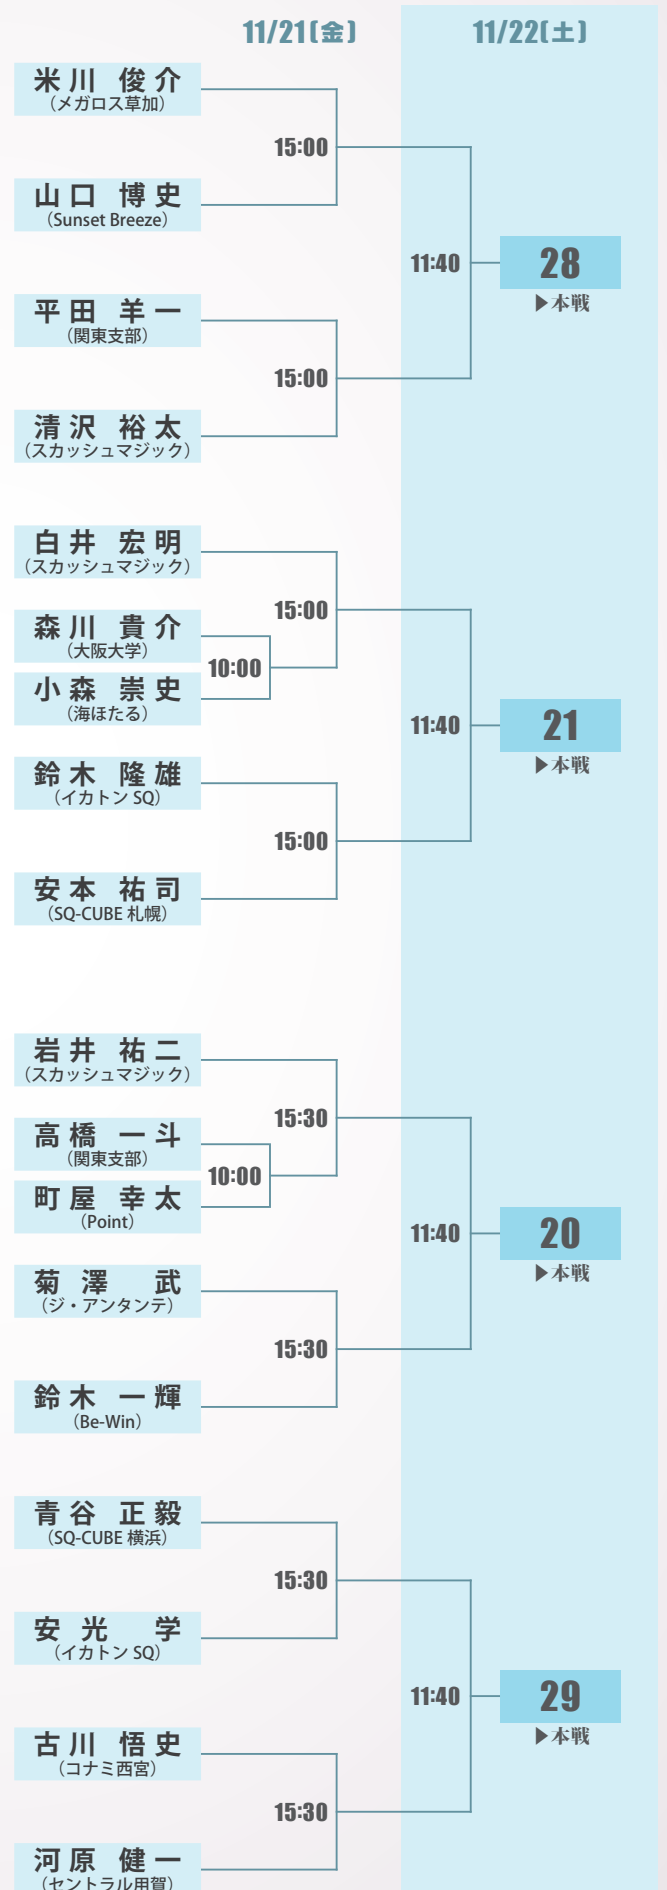 11/21(金)
11/22(土)
米川 俊介
（メガロス草加）
15:00
山口 博史
（Sunset Breeze）
11:40
28
▶本戦
平田 羊一
（関東支部）
15:00
清沢 裕太
（スカッシュマジック）
白井 宏明
（スカッシュマジック）
15:00
森川 貴介
（大阪大学）
10:00
小森 崇史
（海ほたる）
11:40
21
▶本戦
鈴木 隆雄
（イカトン SQ）
15:00
安本 祐司
（SQ-CUBE 札幌）
岩井 祐二
（スカッシュマジック）
15:30
高橋 一斗
（関東支部）
10:00
町屋 幸太
（Point）
11:40
20
▶本戦
菊澤 武
（ジ・アンタンテ）
15:30
鈴木 一輝
（Be-Win）
青谷 正毅
（SQ-CUBE 横浜）
15:30
安光 学
（イカトン SQ）
11:40
29
▶本戦
古川 悟史
（コナミ西宮）
15:30
河原 健一
（セントラル用賀）